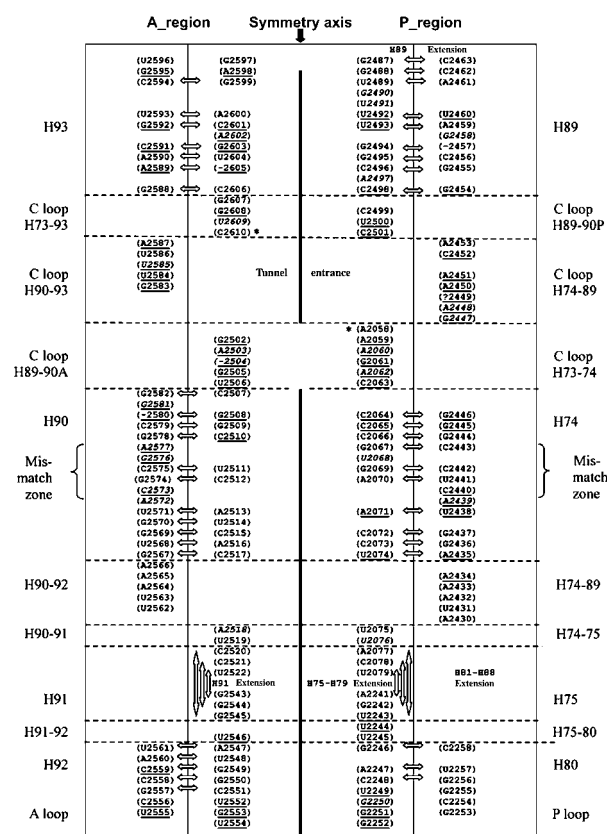 A_region Symmetry axis P_region
H89 Extension
(U2596) (G2597) (G2487) (C2463)
(G2595) (A2598) (G2488) (C2462)
(C2594) (G2599) (U2489) (A2461)
(G2490)
(U2491)
(U2593) (A2600) (U2492) (U2460)
(G2592) (C2601) (U2493) (A2459)
H93 (A2602) (G2458) H89
(C2591) (G2603) (G2494) (-2457)
(A2590) (U2604) (G2495) (C2456)
(A2589) (-2605) (C2496) (G2455)
(A2497)
(G2588) (C2606) (C2498) (G2454)
(G2607)
C loop (G2608) (C2499) C loop
H73-93 (U2609) (U2500) H89-90P
(C2610) * (C2501)
(A2587) (A2453)
(U2586) (C2452)
C loop (U2585) C loop
H90-93 (U2584) Tunnel entrance (A2451) H74-89
(G2583) (A2450)
(?2449)
(A2448)
(G2447)
* (A2058)
(G2502) (A2059)
C loop (A2503) (A2060) C loop
H89-90A (-2504) (G2061) H73-74
(G2505) (A2062)
(U2506) (C2063)
(G2582) (C2507)
(G2581)
H90 (-2580) (G2508) (C2064) (G2446) H74
(C2579) (G2509) (C2065) (G2445)
(G2578) (C2510) (C2066) (G2444)
(A2577) (G2067) (C2443)
(G2576) (U2068)
Mis- (C2575) (U2511) (G2069) (C2442) Mis-
match (G2574) (C2512) (A2070) (U2441) match
zone (C2573) (C2440) zone
(A2572) (A2439)
(U2571) (A2513) (A2071) (U2438)
(G2570) (U2514)
(G2569) (C2515) (C2072) (G2437)
(U2568) (A2516) (C2073) (G2436)
(G2567) (C2517) (U2074) (A2435)
(A2566)
(A2565) (A2434)
H90-92 (A2564) (A2433) H74-89
(U2563) (A2432)
(U2562) (U2431)
(A2430)
H90-91 (A2518) (U2075) H74-75
(U2519) (U2076)
(C2520) (A2077)
(C2521) (C2078)
(U2522) (U2079) H81-H88
H91 H91 Extension H75-H79 Extension (A2241) Extension H75
(G2543) (G2242)
(G2544) (U2243)
(G2545)
H91-92 (U2244) H75-80
(U2546) (U2245)
(U2561) (A2547) (G2246) (C2258)
(A2560) (U2548)
H92 (C2559) (G2549) (A2247) (U2257) H80
(C2558) (G2550) (C2248) (G2256)
(G2557) (C2551) (U2249) (G2255)
(C2556) (U2552) (G2250) (C2254)
A loop (U2555) (G2553) (G2251) (G2253) P loop
(U2554) (G2252)